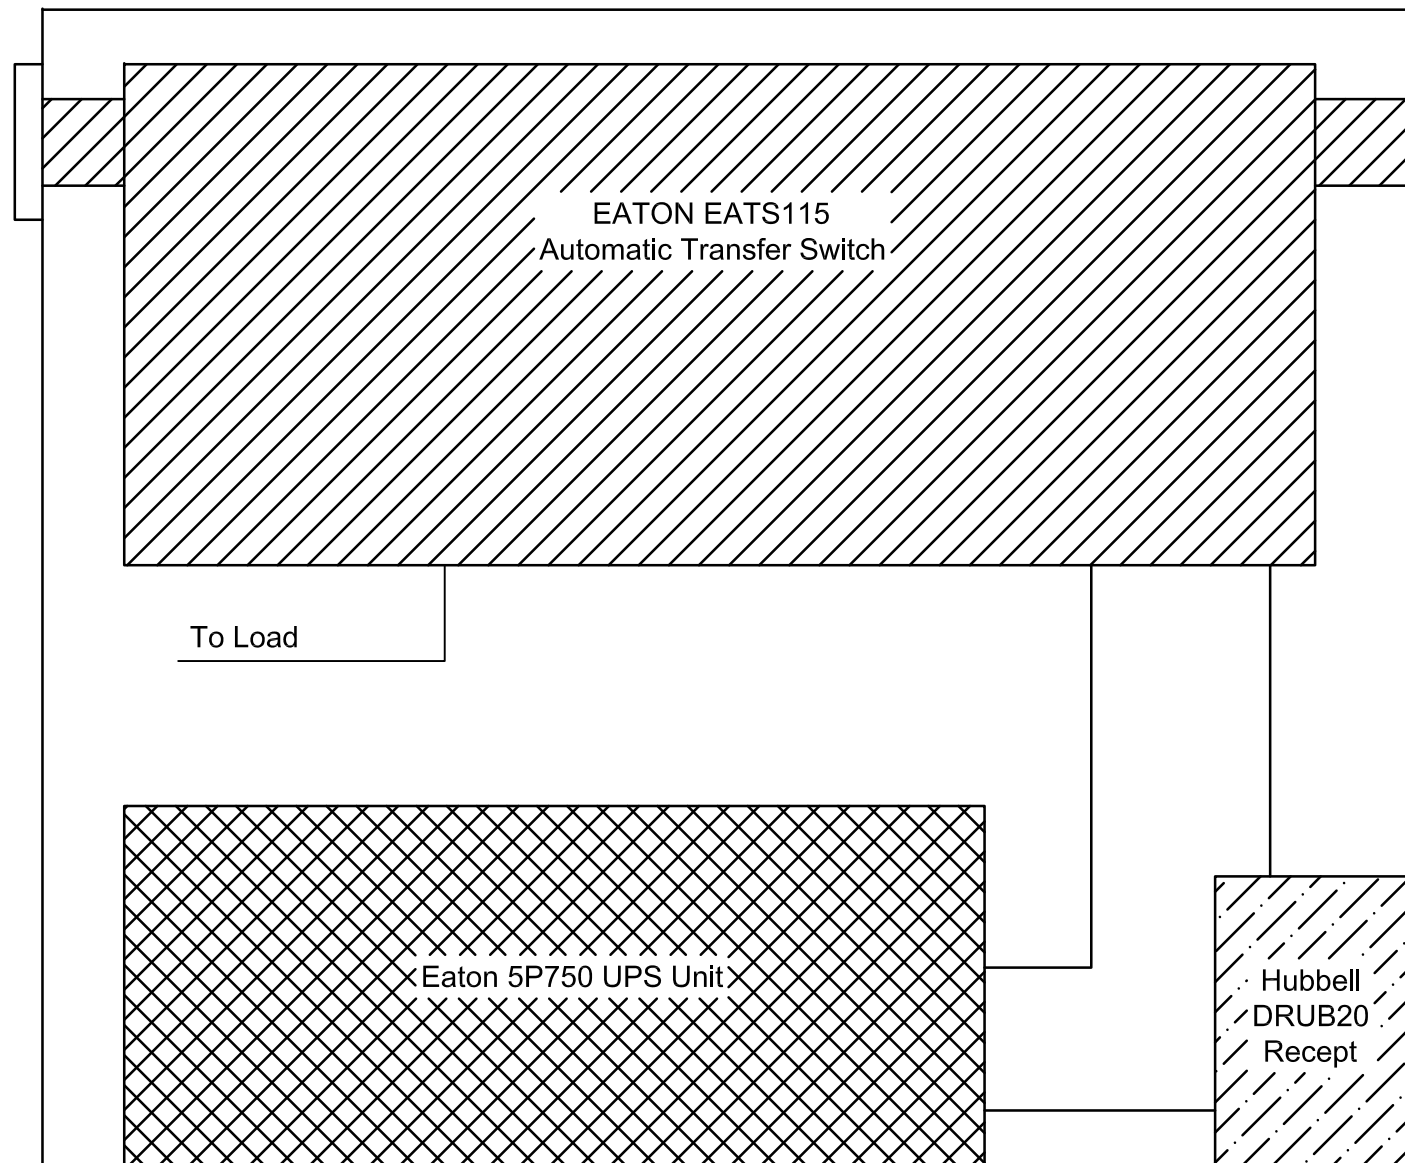 EATON EATS115
Automatic Transfer Switch
To Load
Eaton 5P750 UPS Unit
Hubbell
DRUB20
Recept